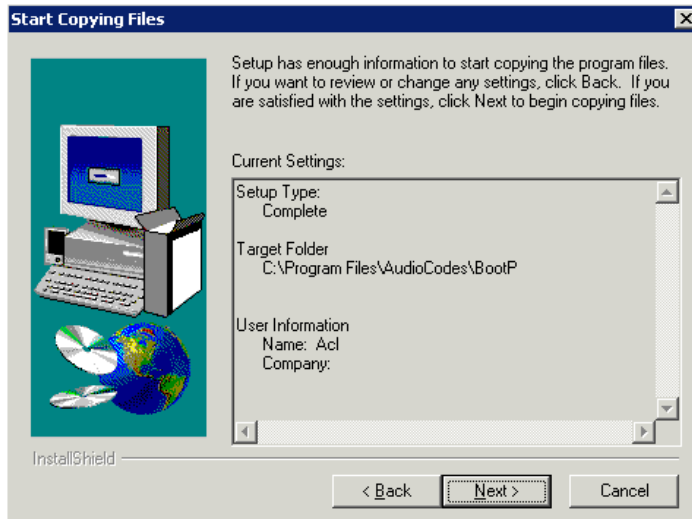 Start Copying Files
Setup has enough information to start copying the program files.
If you want to review or change any settings, click Back.  If you
are satisfied with the settings, click Next to begin copying files.
Current Settings:
Setup Type:
Complete
Target Folder
C:\Program Files\AudioCodes\BootP
User Information
Name:  Acl
Company:
InstallShield
< Back
Next >
Cancel